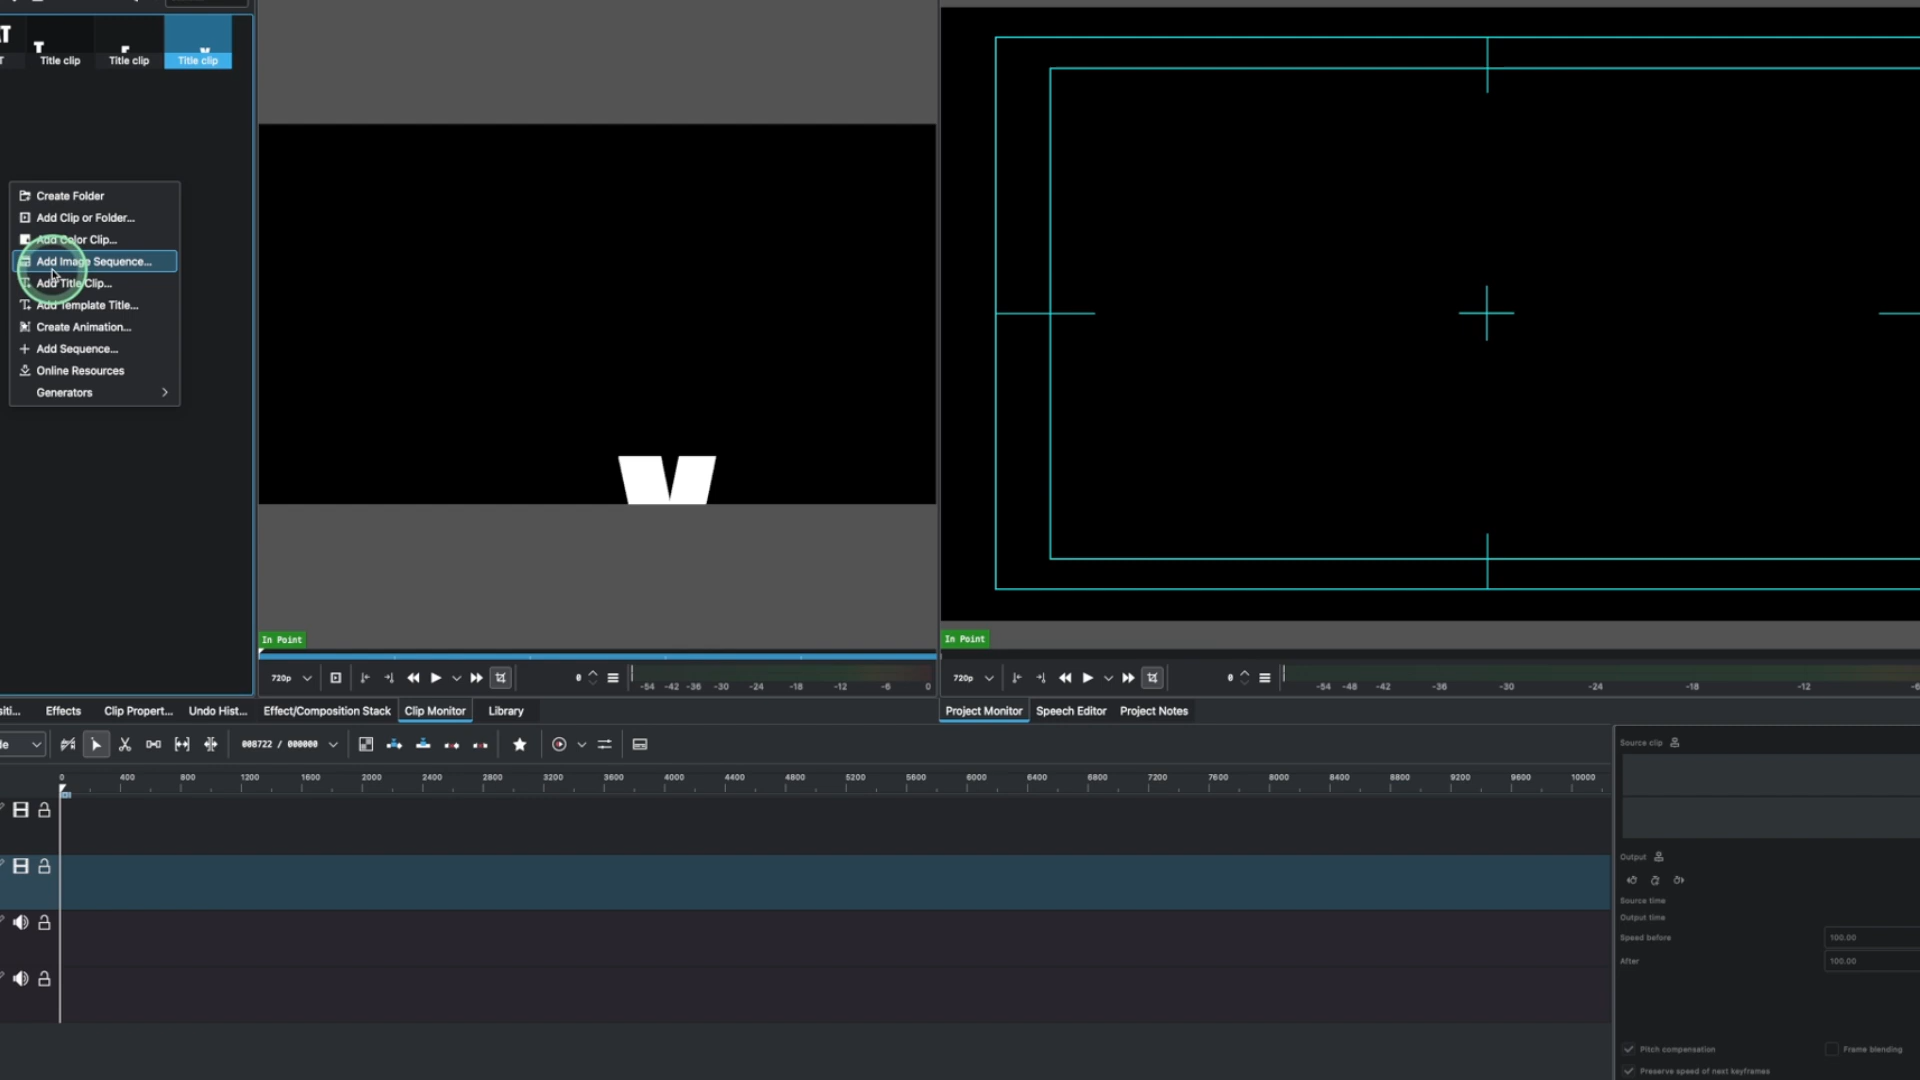 T
T
r
v
T
Title clip
Title clip
Title clip
Create Folder
Add Clip or Folder...
Add Color Clip...
Add Image Sequence...
Add Title Clip...
Add Template Title...
Create Animation...
Add Sequence...
Online Resources
Generators
v
In Point
In Point
720p
0
-54 -42 -36 -30 -24 -18 -12 -6 0
720p
0
-54 -48 -42 -36 -30 -24 -18 -12 -6
siti...
Effects
Clip Propert...
Undo Hist...
Effect/Composition Stack
Clip Monitor
Library
Project Monitor
Speech Editor
Project Notes
de
008722 / 000000
0 400 800 1200 1600 2000 2400 2800 3200 3600 4000 4400 4800 5200 5600 6000 6400 6800 7200 7600 8000 8400 8800 9200 9600 10000
Source clip
Output
Source time
Output time
Speed before
100.00
After
100.00
Pitch compensation
Frame blending
Preserve speed of next keyframes